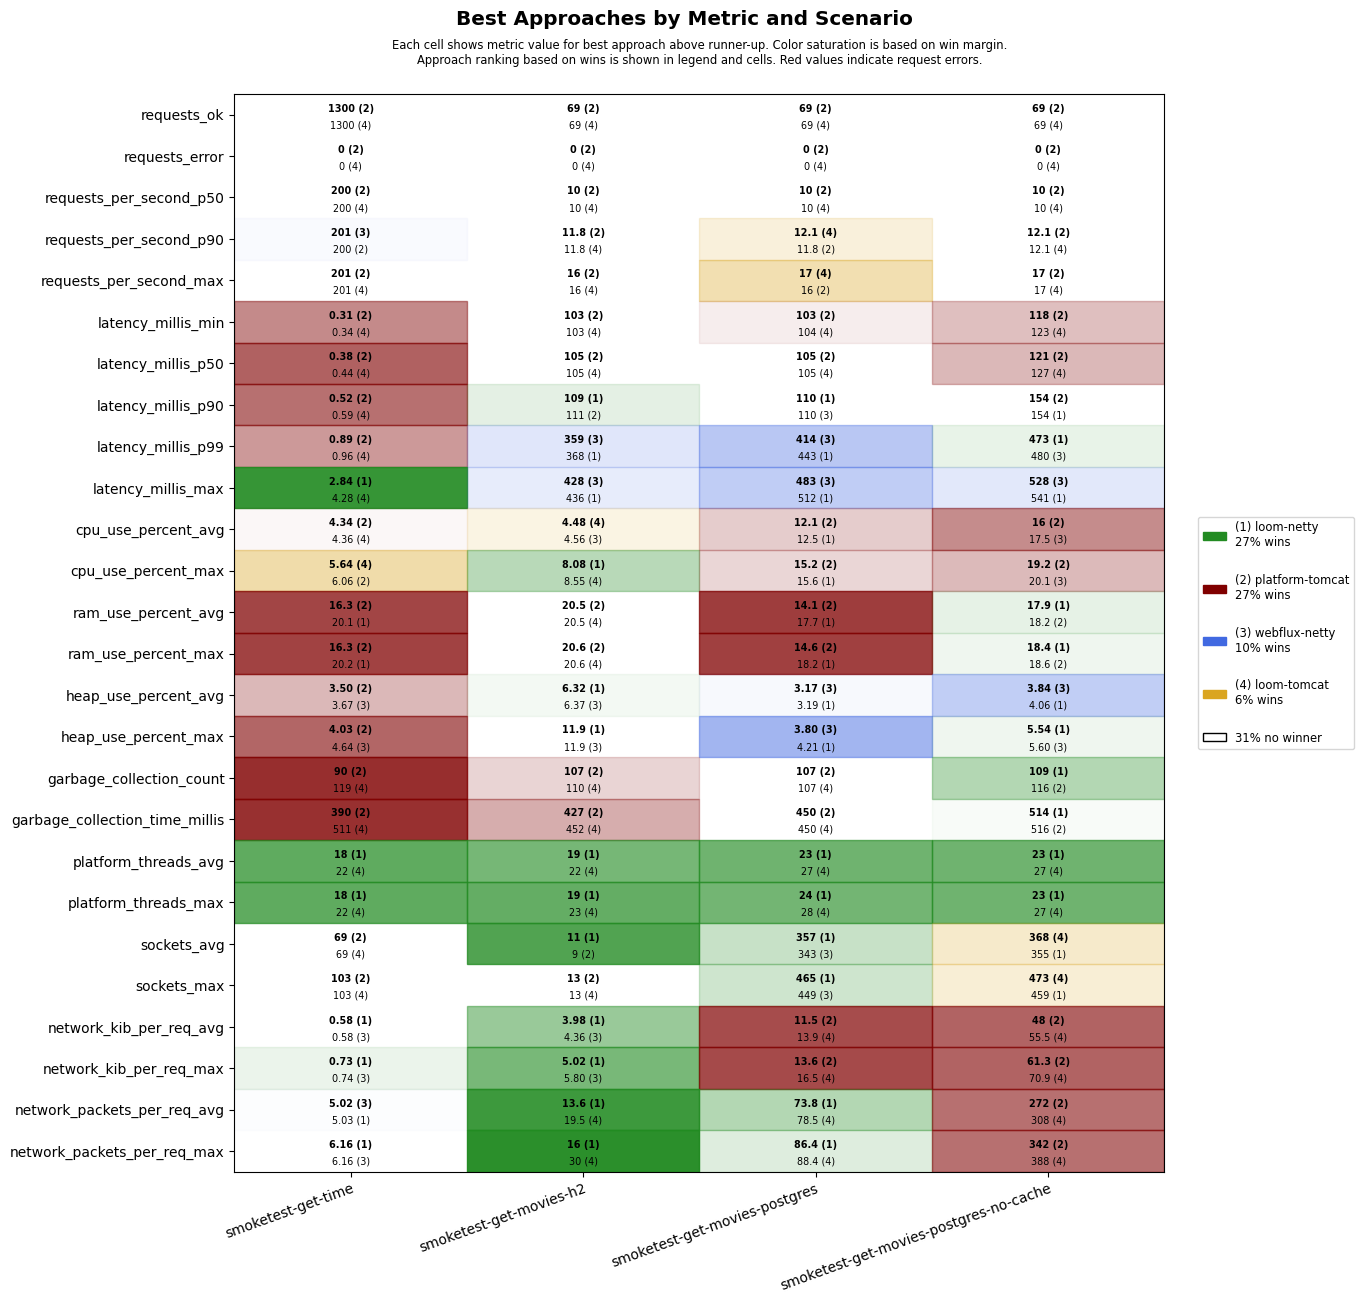 Best Approaches by Metric and Scenario
Each cell shows metric value for best approach above runner-up. Color saturation is based on win margin.
Approach ranking based on wins is shown in legend and cells. Red values indicate request errors.
requests_ok
1300 (2) 69 (2) 69 (2) 69 (2)
1300 (4) 69 (4) 69 (4) 69 (4)
requests_error
0 (2) 0 (2) 0 (2) 0 (2)
0 (4) 0 (4) 0 (4) 0 (4)
requests_per_second_p50
200 (2) 10 (2) 10 (2) 10 (2)
200 (4) 10 (4) 10 (4) 10 (4)
requests_per_second_p90
201 (3) 11.8 (2) 12.1 (4) 12.1 (2)
200 (2) 11.8 (4) 11.8 (2) 12.1 (4)
requests_per_second_max
201 (2) 16 (2) 17 (4) 17 (2)
201 (4) 16 (4) 16 (2) 17 (4)
latency_millis_min
0.31 (2) 103 (2) 103 (2) 118 (2)
0.34 (4) 103 (4) 104 (4) 123 (4)
latency_millis_p50
0.38 (2) 105 (2) 105 (2) 121 (2)
0.44 (4) 105 (4) 105 (4) 127 (4)
latency_millis_p90
0.52 (2) 109 (1) 110 (1) 154 (2)
0.59 (4) 111 (2) 110 (3) 154 (1)
latency_millis_p99
0.89 (2) 359 (3) 414 (3) 473 (1)
0.96 (4) 368 (1) 443 (1) 480 (3)
latency_millis_max
2.84 (1) 428 (3) 483 (3) 528 (3)
4.28 (4) 436 (1) 512 (1) 541 (1)
cpu_use_percent_avg
4.34 (2) 4.48 (4) 12.1 (2) 16 (2)
4.36 (4) 4.56 (3) 12.5 (1) 17.5 (3)
cpu_use_percent_max
5.64 (4) 8.08 (1) 15.2 (2) 19.2 (2)
6.06 (2) 8.55 (4) 15.6 (1) 20.1 (3)
ram_use_percent_avg
16.3 (2) 20.5 (2) 14.1 (2) 17.9 (1)
20.1 (1) 20.5 (4) 17.7 (1) 18.2 (2)
ram_use_percent_max
16.3 (2) 20.6 (2) 14.6 (2) 18.4 (1)
20.2 (1) 20.6 (4) 18.2 (1) 18.6 (2)
heap_use_percent_avg
3.50 (2) 6.32 (1) 3.17 (3) 3.84 (3)
3.67 (3) 6.37 (3) 3.19 (1) 4.06 (1)
heap_use_percent_max
4.03 (2) 11.9 (1) 3.80 (3) 5.54 (1)
4.64 (3) 11.9 (3) 4.21 (1) 5.60 (3)
garbage_collection_count
90 (2) 107 (2) 107 (2) 109 (1)
119 (4) 110 (4) 107 (4) 116 (2)
garbage_collection_time_millis
390 (2) 427 (2) 450 (2) 514 (1)
511 (4) 452 (4) 450 (4) 516 (2)
platform_threads_avg
18 (1) 19 (1) 23 (1) 23 (1)
22 (4) 22 (4) 27 (4) 27 (4)
platform_threads_max
18 (1) 19 (1) 24 (1) 23 (1)
22 (4) 23 (4) 28 (4) 27 (4)
sockets_avg
69 (2) 11 (1) 357 (1) 368 (4)
69 (4) 9 (2) 343 (3) 355 (1)
sockets_max
103 (2) 13 (2) 465 (1) 473 (4)
103 (4) 13 (4) 449 (3) 459 (1)
network_kib_per_req_avg
0.58 (1) 3.98 (1) 11.5 (2) 48 (2)
0.58 (3) 4.36 (3) 13.9 (4) 55.5 (4)
network_kib_per_req_max
0.73 (1) 5.02 (1) 13.6 (2) 61.3 (2)
0.74 (3) 5.80 (3) 16.5 (4) 70.9 (4)
network_packets_per_req_avg
5.02 (3) 13.6 (1) 73.8 (1) 272 (2)
5.03 (1) 19.5 (4) 78.5 (4) 308 (4)
network_packets_per_req_max
6.16 (1) 16 (1) 86.4 (1) 342 (2)
6.16 (3) 30 (4) 88.4 (4) 388 (4)
smoketest-get-time
smoketest-get-movies-h2
smoketest-get-movies-postgres
smoketest-get-movies-postgres-no-cache
(1) loom-netty
27% wins
(2) platform-tomcat
27% wins
(3) webflux-netty
10% wins
(4) loom-tomcat
6% wins
31% no winner